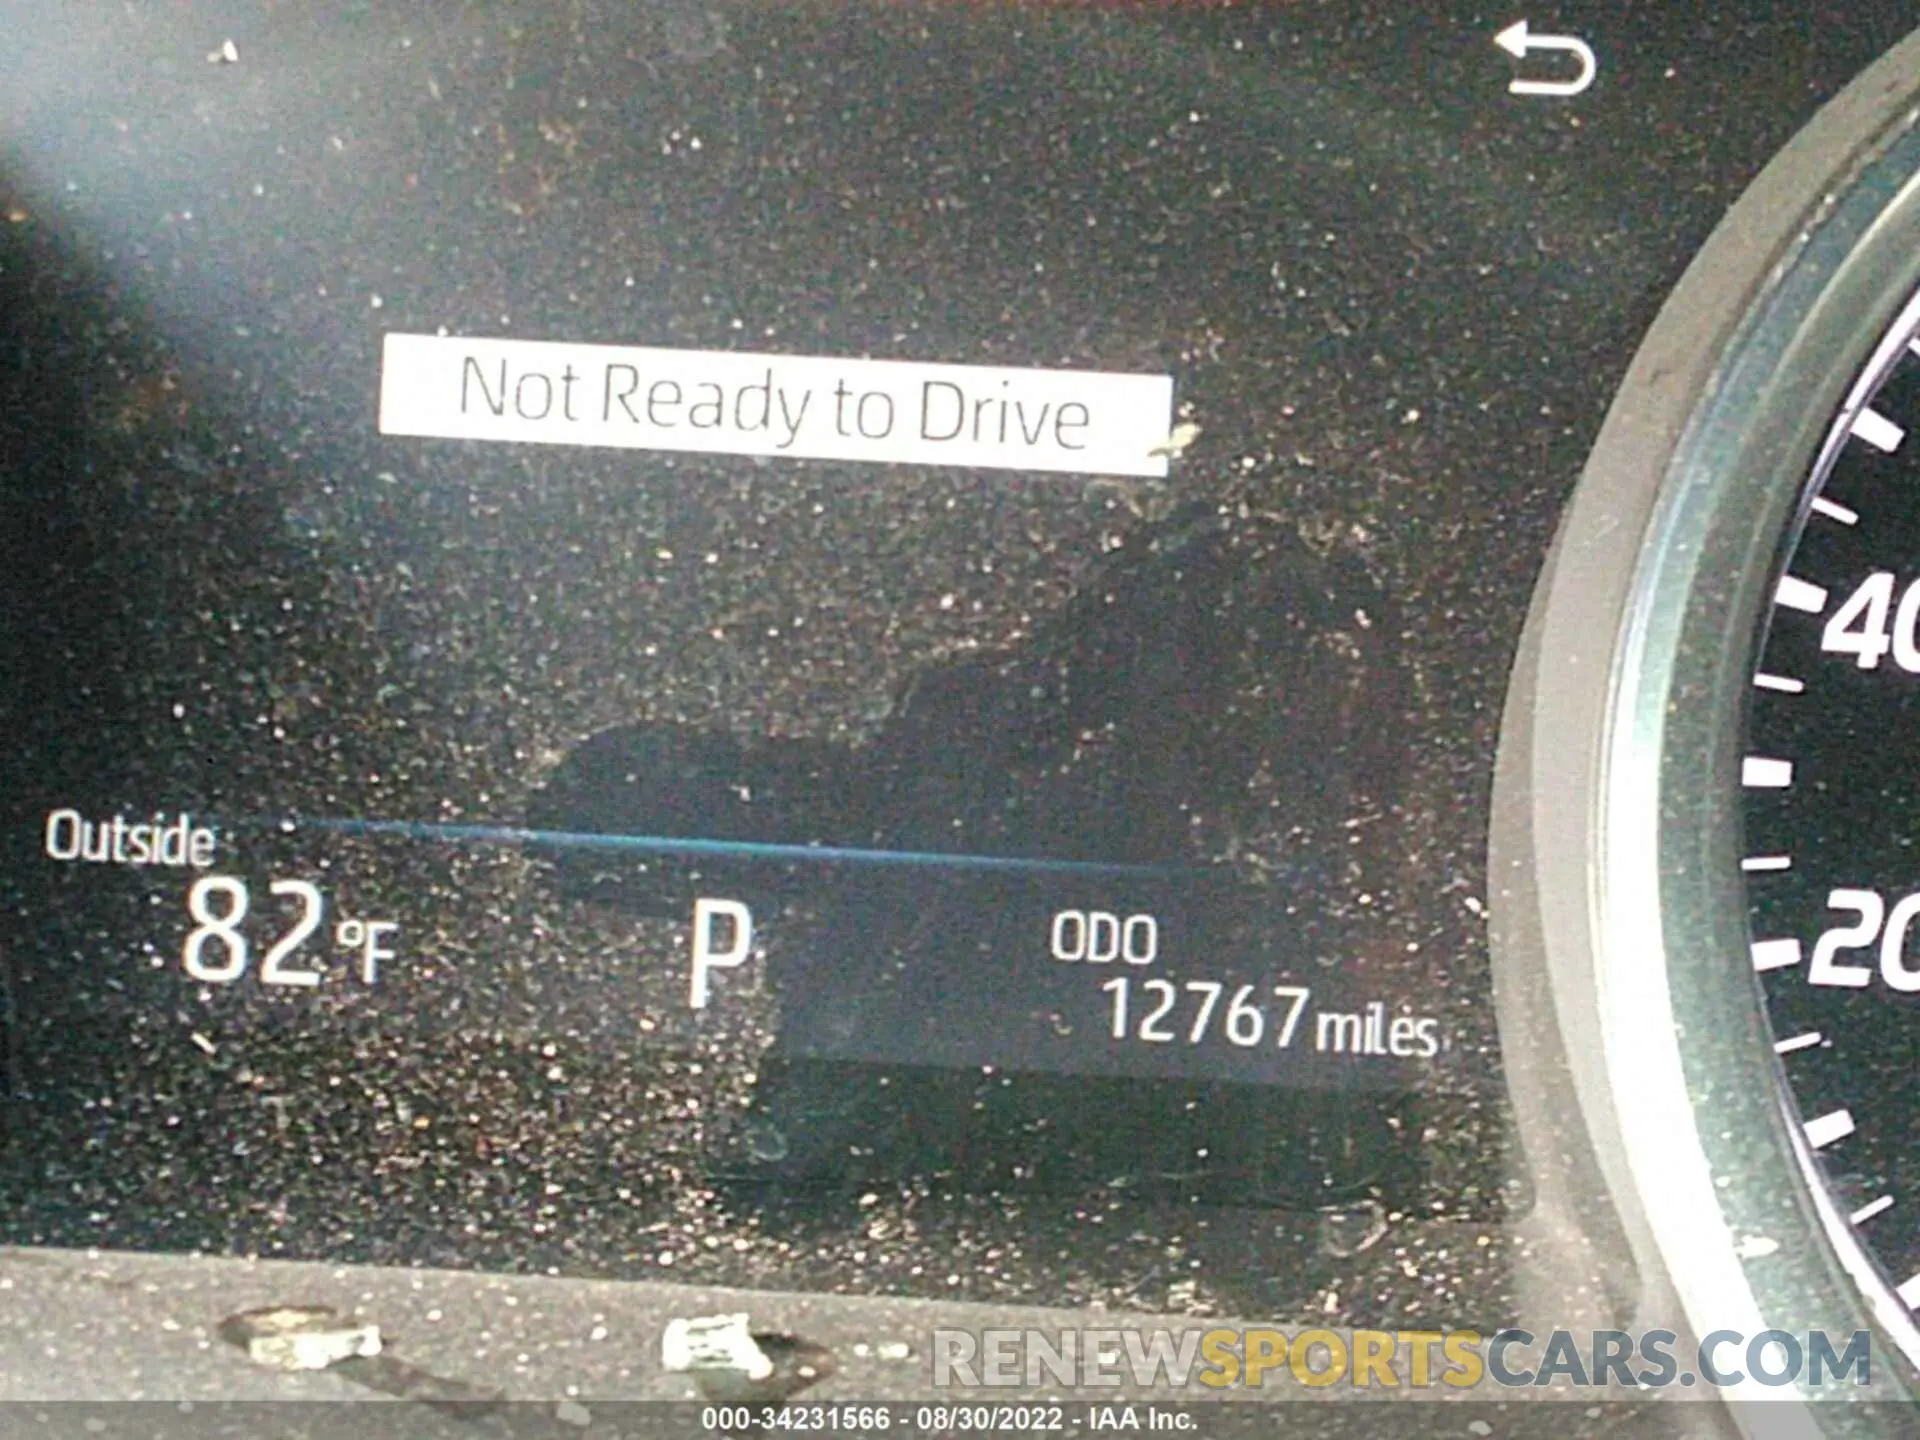 Not Ready to Drive
40
Outside
82 °F
P
ODO
12767 miles
20
RENEWSPORTSCARS.COM
000-34231566 - 08/30/2022 - IAA Inc.